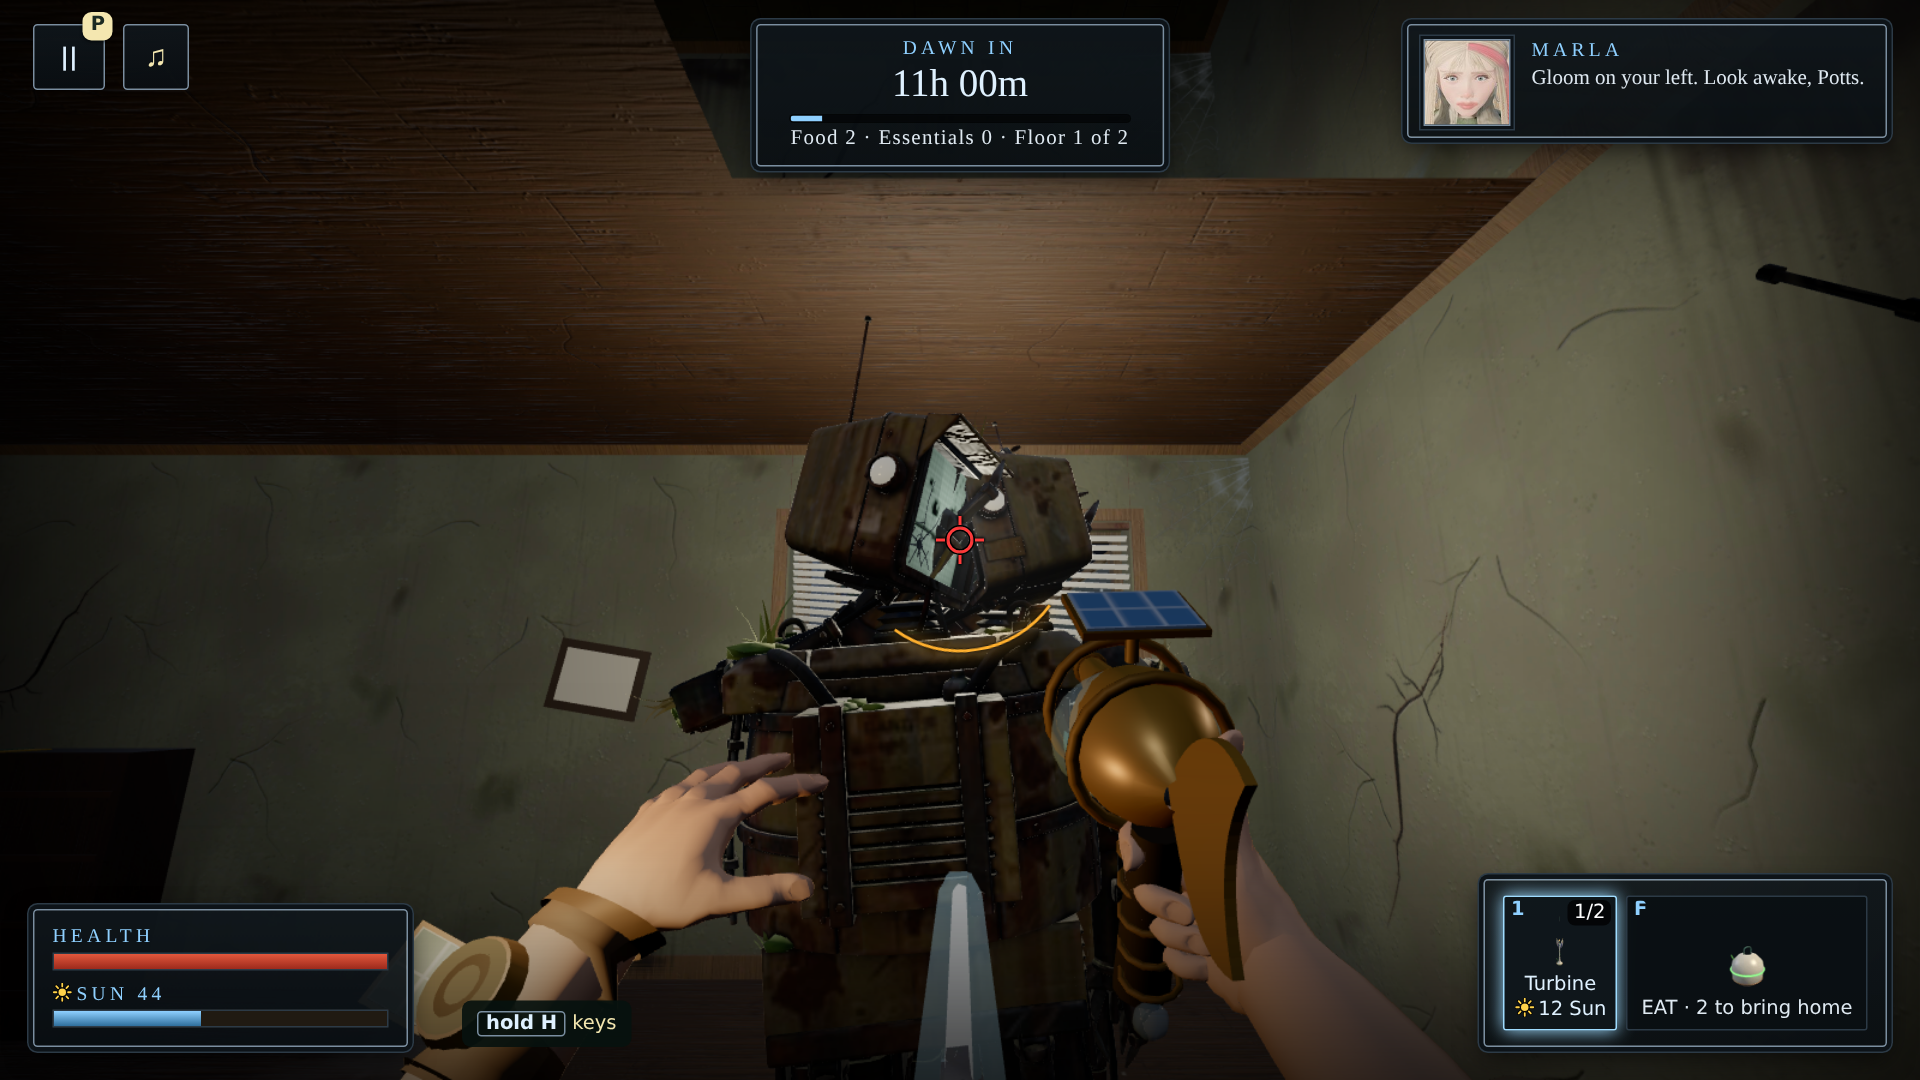 P
DAWN IN
11h 00m
Food 2 · Essentials 0 · Floor 1 of 2
MARLA
Gloom on your left. Look awake, Potts.
HEALTH
SUN 44
hold H keys
1
1/2
Turbine
12 Sun
F
EAT · 2 to bring home